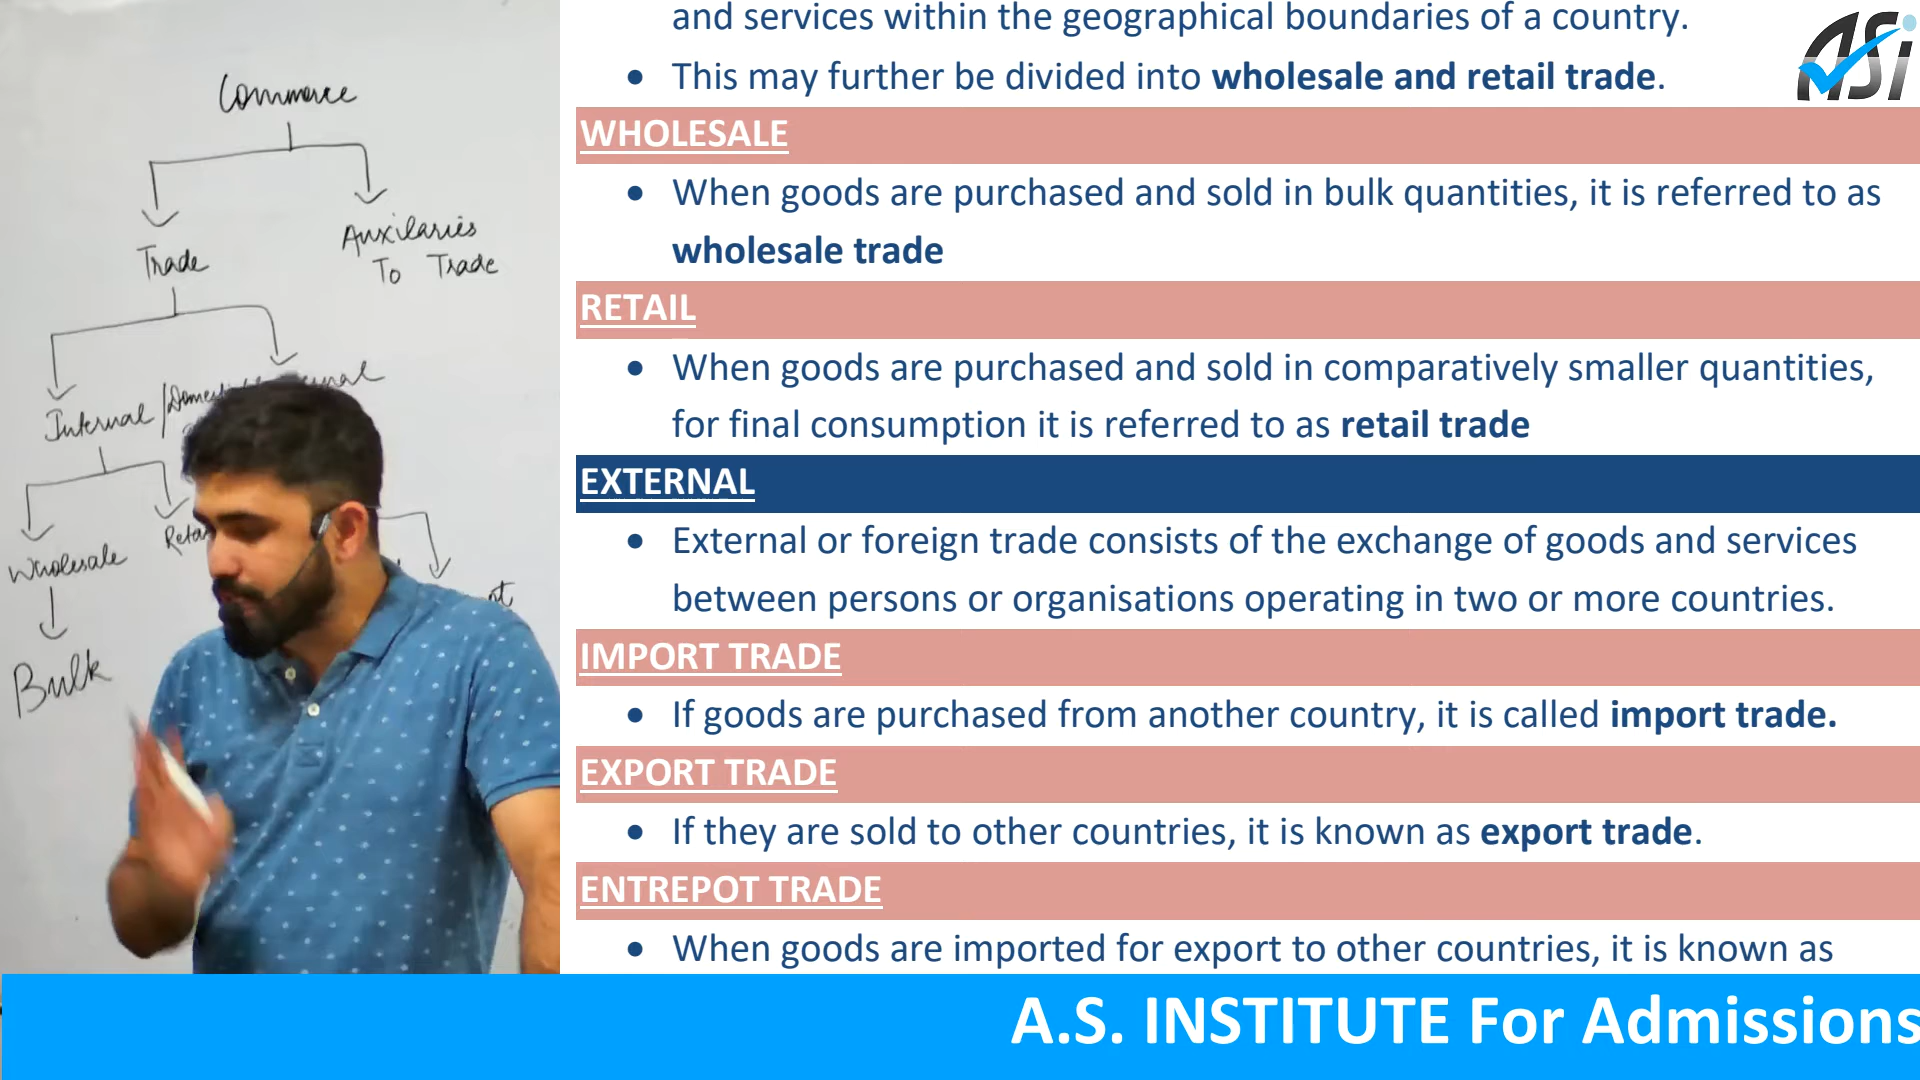 Commerce
Trade
Auxilaries
To Trade
Internal /
Wholesale
Bulk
and services within the geographical boundaries of a country.
• This may further be divided into wholesale and retail trade.
WHOLESALE
• When goods are purchased and sold in bulk quantities, it is referred to as
wholesale trade
RETAIL
• When goods are purchased and sold in comparatively smaller quantities,
for final consumption it is referred to as retail trade
EXTERNAL
• External or foreign trade consists of the exchange of goods and services
between persons or organisations operating in two or more countries.
IMPORT TRADE
• If goods are purchased from another country, it is called import trade.
EXPORT TRADE
• If they are sold to other countries, it is known as export trade.
ENTREPOT TRADE
• When goods are imported for export to other countries, it is known as
ASi
A.S. INSTITUTE For Admissions